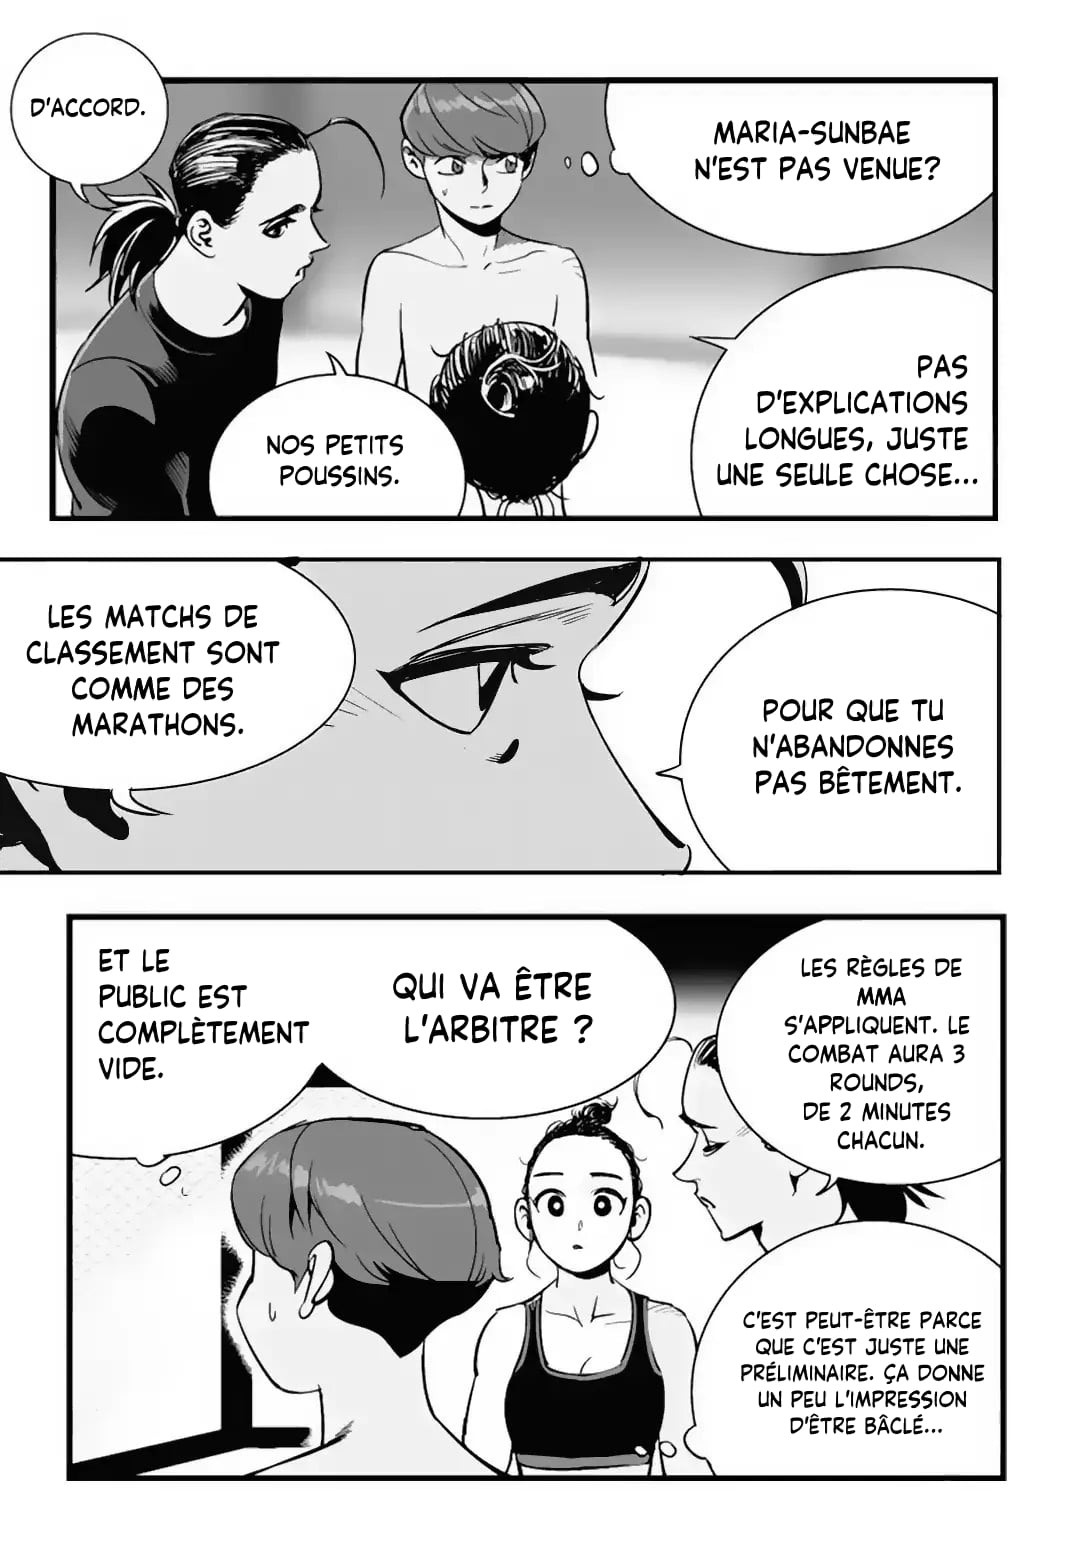 D'ACCORD.
MARIA-SUNBAE
N'EST PAS VENUE?
NOS PETITS
POUSSINS.
PAS
D'EXPLICATIONS
LONGUES, JUSTE
UNE SEULE CHOSE...
LES MATCHS DE
CLASSEMENT SONT
COMME DES
MARATHONS.
POUR QUE TU
N'ABANDONNES
PAS BÊTEMENT.
ET LE
PUBLIC EST
COMPLÈTEMENT
VIDE.
QUI VA ÊTRE
L'ARBITRE ?
LES RÈGLES DE
MMA
S'APPLIQUENT. LE
COMBAT AURA 3
ROUNDS,
DE 2 MINUTES
CHACUN.
C'EST PEUT-ÊTRE PARCE
QUE C'EST JUSTE UNE
PRÉLIMINAIRE. ÇA DONNE
UN PEU L'IMPRESSION
D'ÊTRE BÂCLÉ...